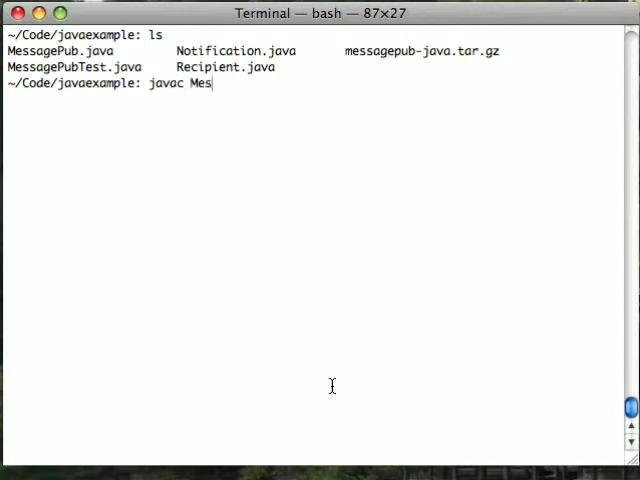 Terminal — bash — 87×27
~/Code/javaexample: ls
MessagePub.java Notification.java messagepub-java.tar.gz
MessagePubTest.java Recipient.java
~/Code/javaexample: javac Mes